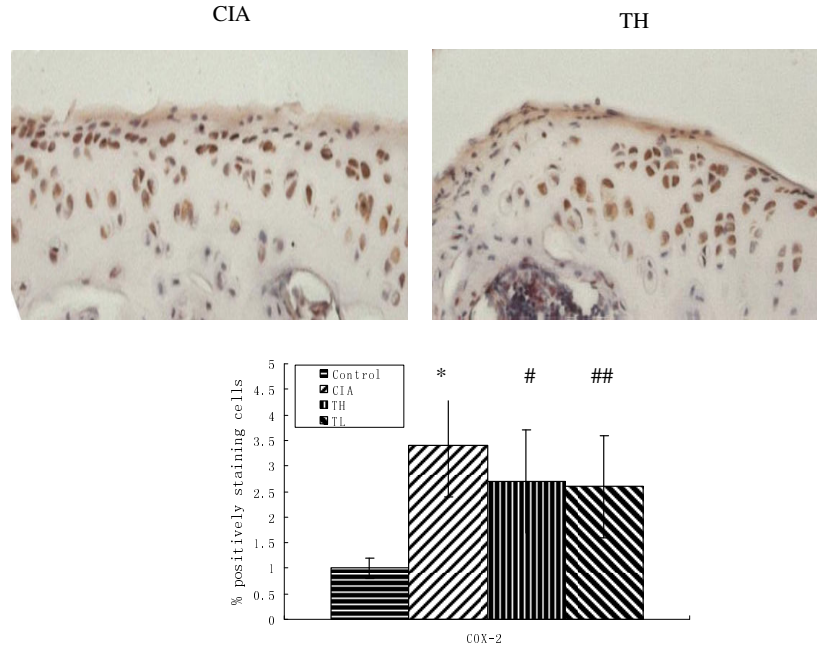 CIA
TH
* # ##
Control
CIA
TH
TL
% positively staining cells
5
4.5
4
3.5
3
2.5
2
1.5
1
0.5
0
COX-2